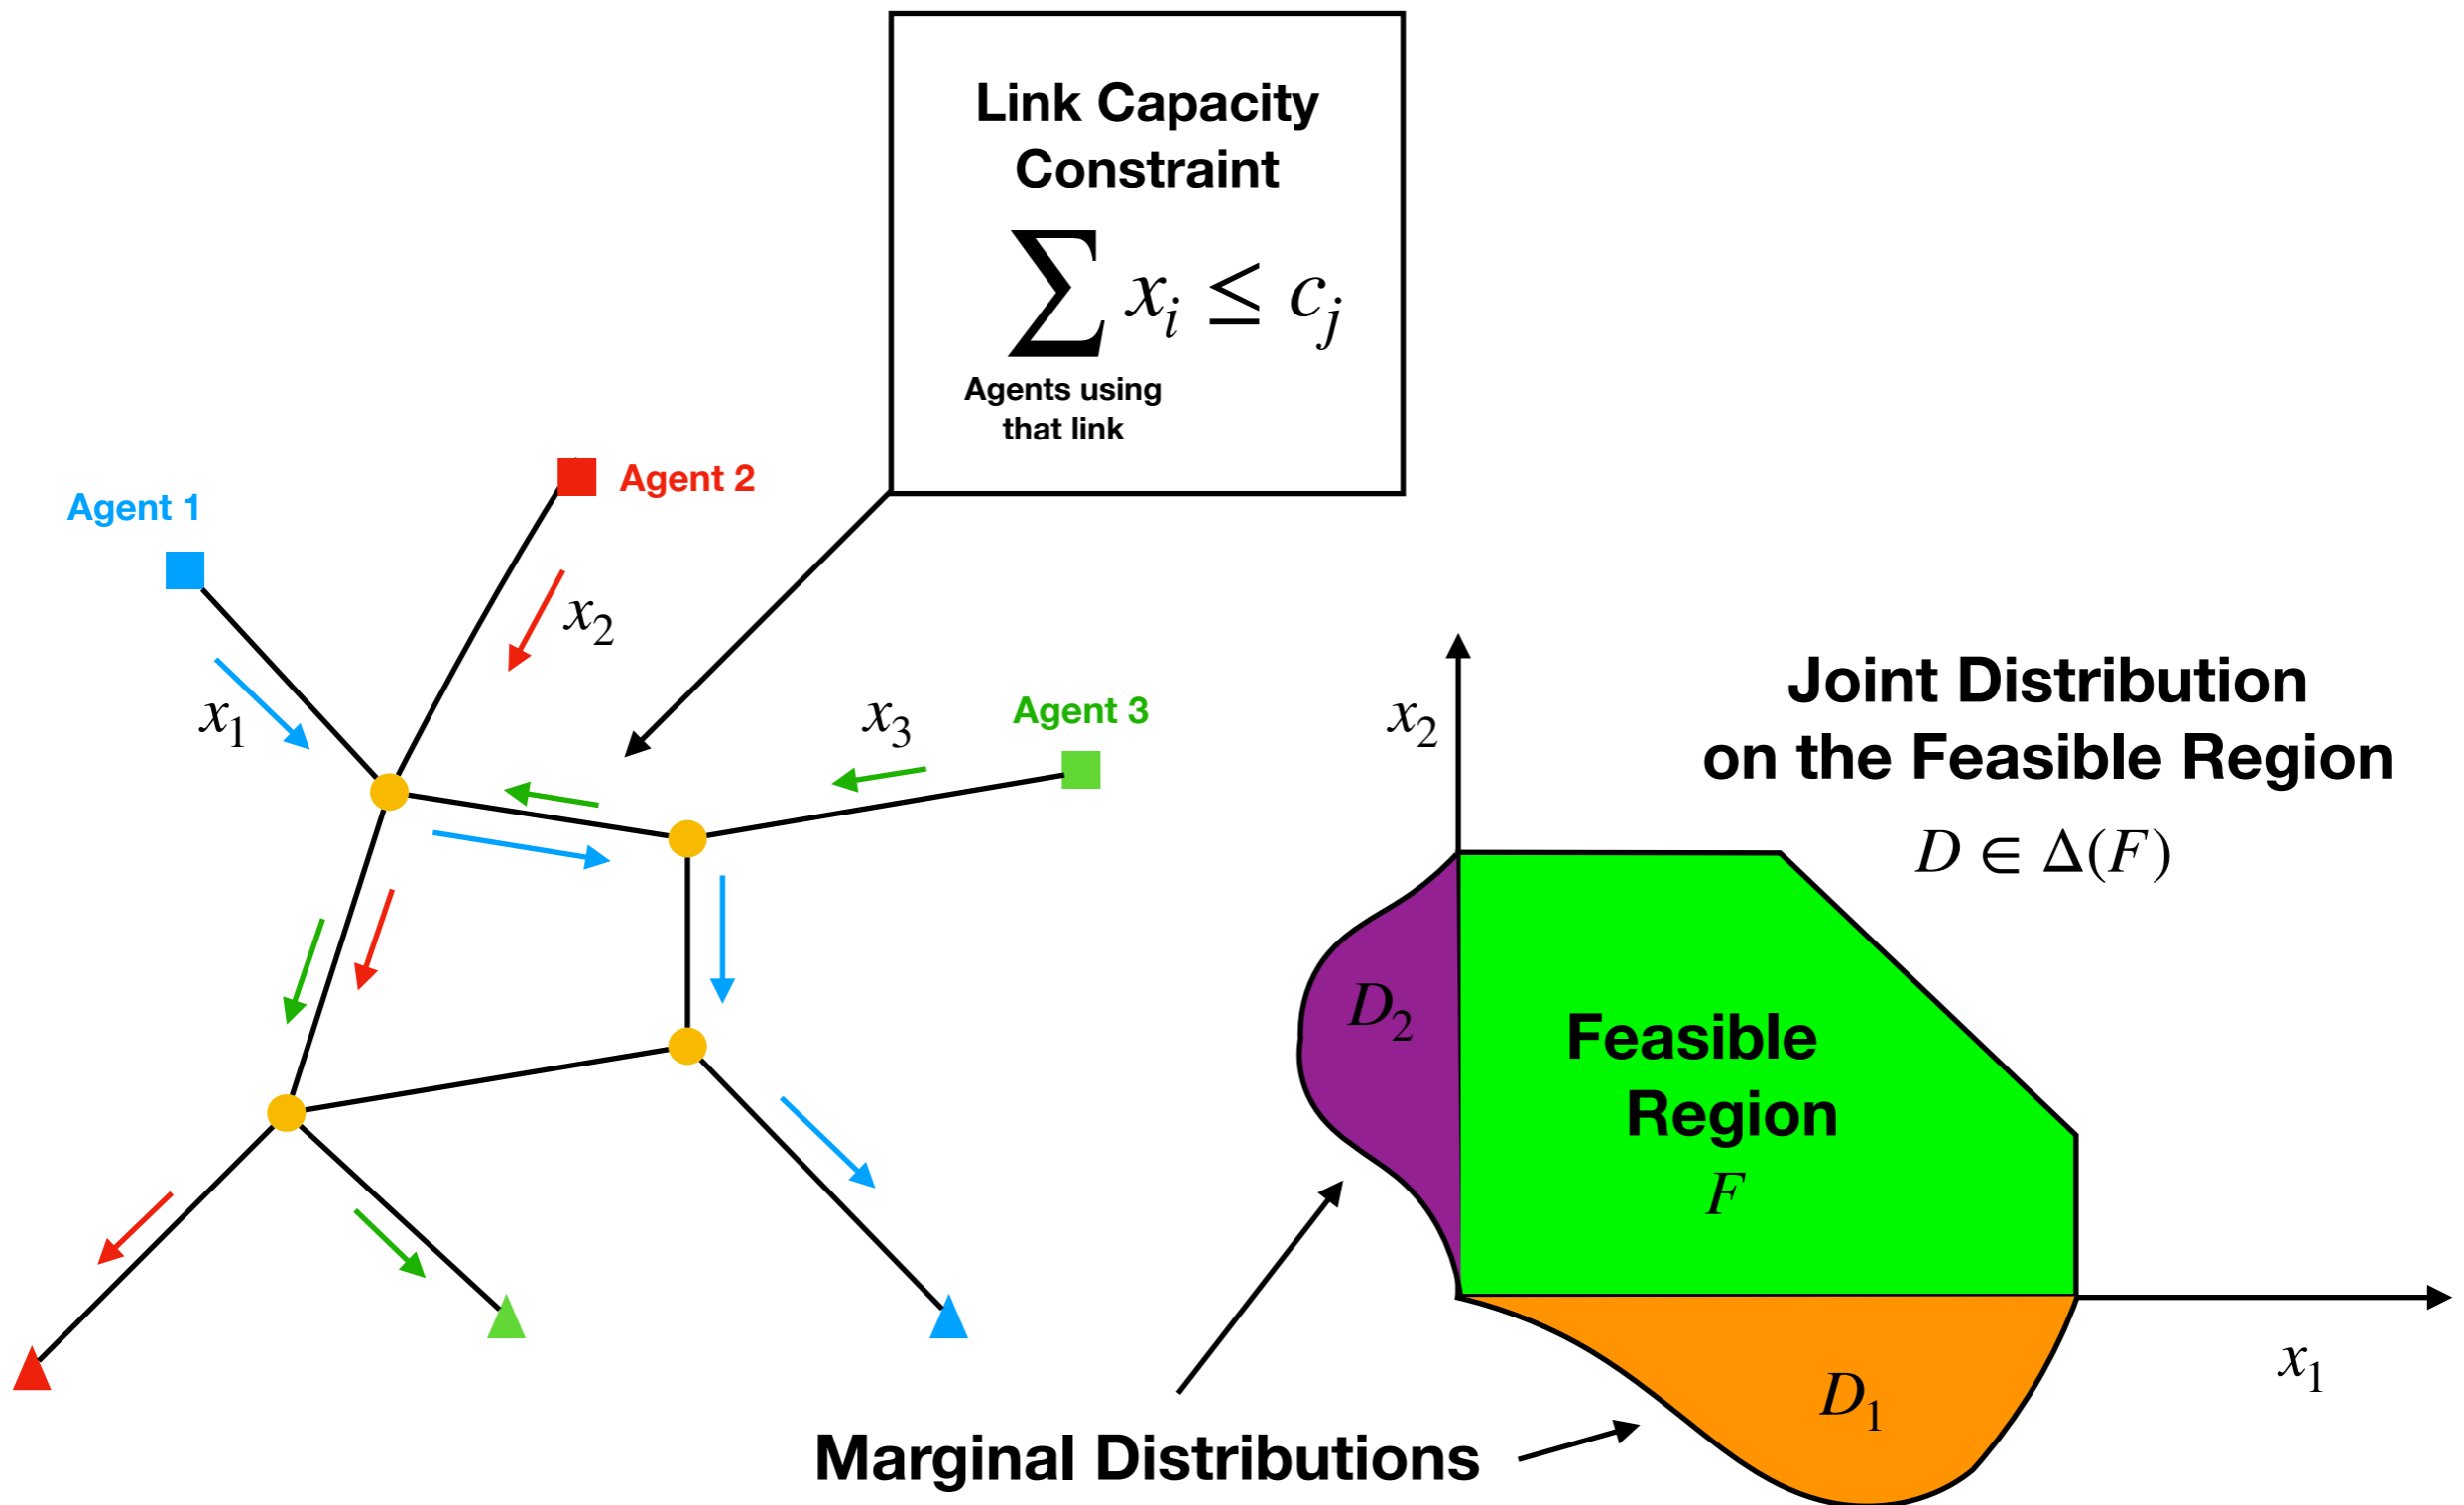 Link Capacity
Constraint
∑ x_i ≤ c_j
Agents using
that link
Agent 2
Agent 1
x_2
x_1
x_3
Agent 3
x_2
Joint Distribution
on the Feasible Region
D ∈ Δ(F)
D_2
Feasible
Region
F
x_1
D_1
Marginal Distributions